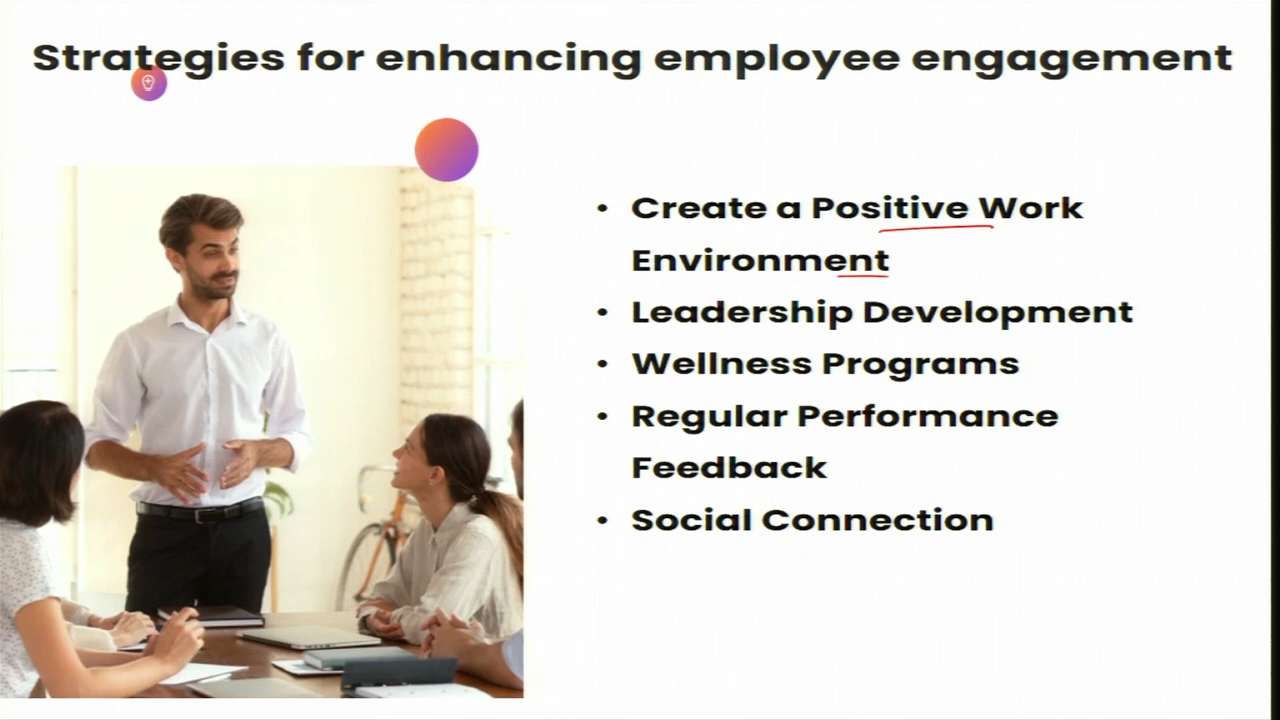 Strategies for enhancing employee engagement
• Create a Positive Work
Environment
• Leadership Development
• Wellness Programs
• Regular Performance
Feedback
• Social Connection